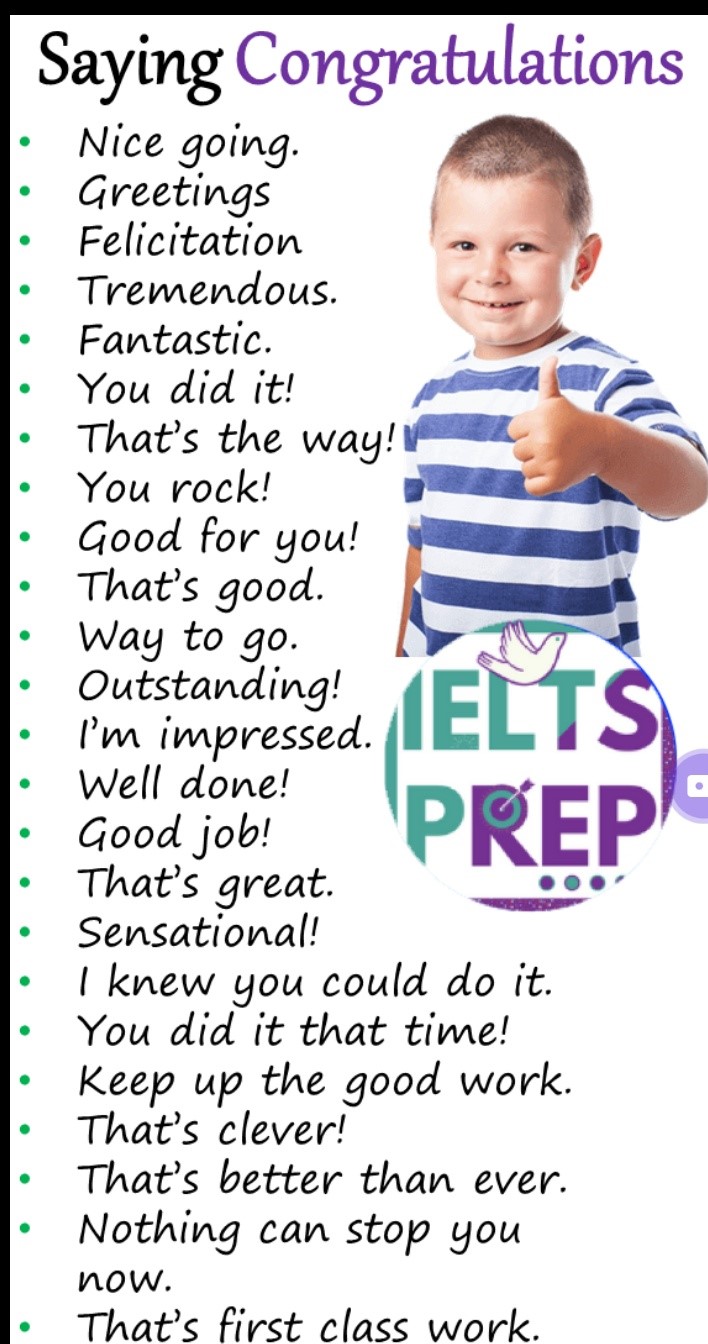 Saying Congratulations
• Nice going.
• Greetings
• Felicitation
• Tremendous.
• Fantastic.
• You did it!
• That's the way!
• You rock!
• Good for you!
• That's good.
• Way to go.
• Outstanding!
• I'm impressed.
• Well done!
• Good job!
• That's great.
• Sensational!
• I knew you could do it.
• You did it that time!
• Keep up the good work.
• That's clever!
• That's better than ever.
• Nothing can stop you
now.
• That's first class work.
IELTS
PREP